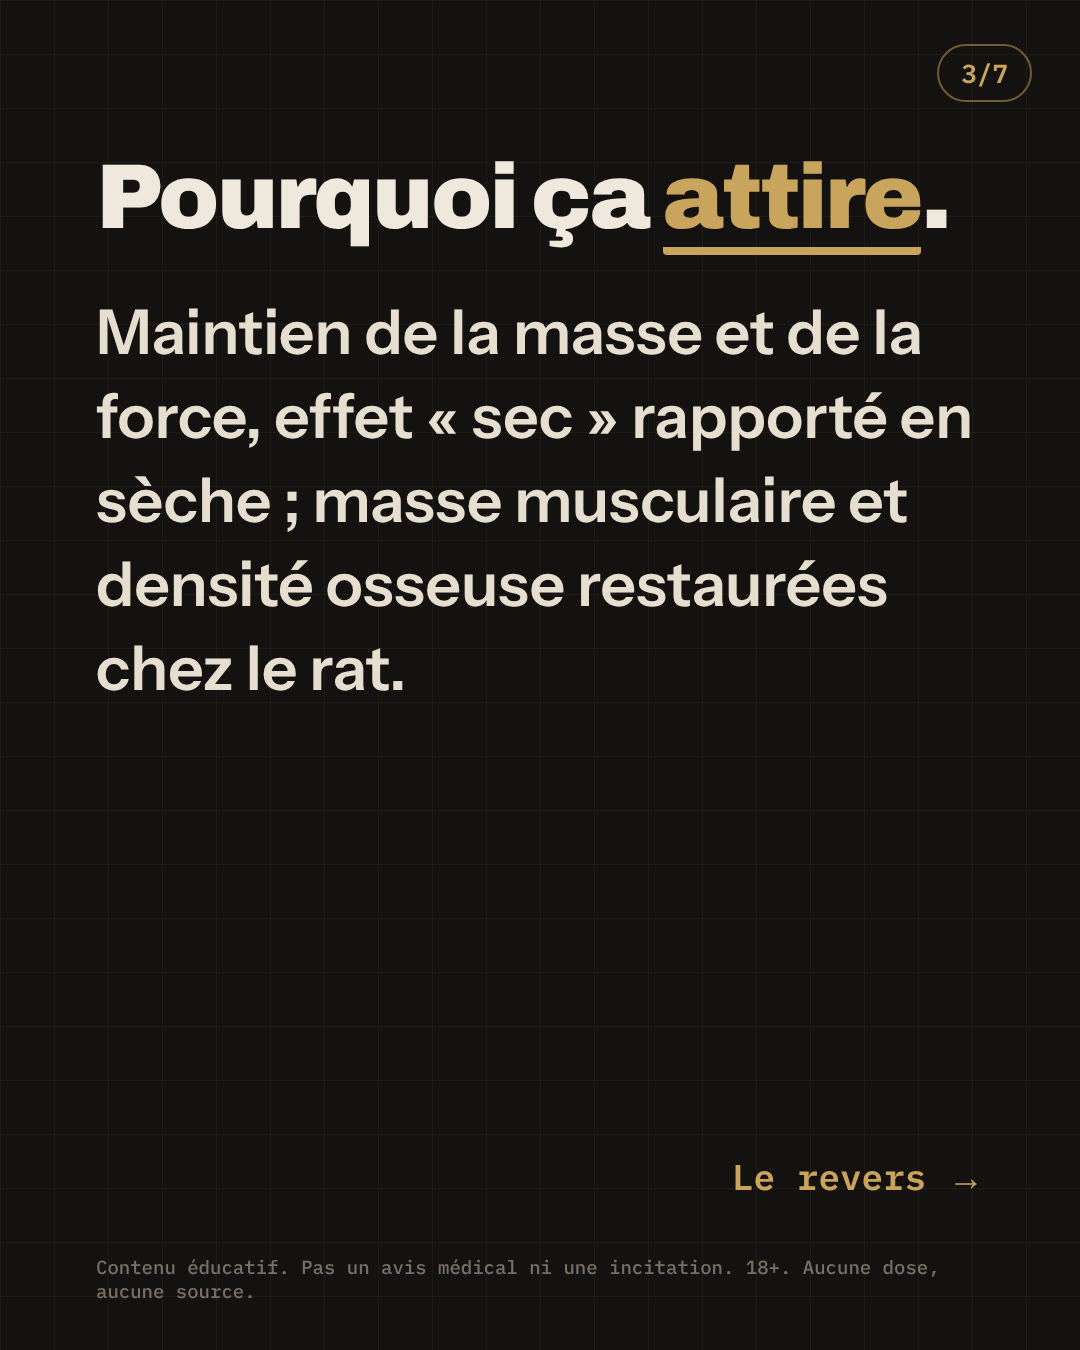 3/7
Pourquoi ça attire.
Maintien de la masse et de la
force, effet « sec » rapporté en
sèche ; masse musculaire et
densité osseuse restaurées
chez le rat.
Le revers →
Contenu éducatif. Pas un avis médical ni une incitation. 18+. Aucune dose,
aucune source.